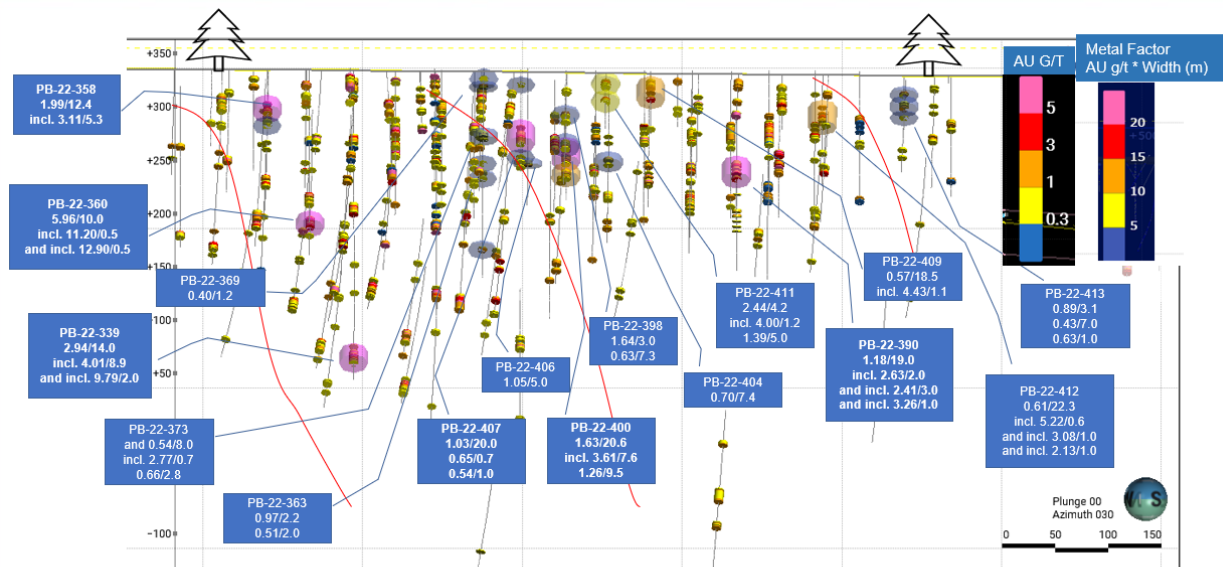 AU G/T
Metal Factor
AU g/t * Width (m)
5
3
1
0.3
20
15
10
5
+350
+300
+250
+200
+150
+100
+50
-100
PB-22-358
1.99/12.4
incl. 3.11/5.3
PB-22-360
5.96/10.0
incl. 11.20/0.5
and incl. 12.90/0.5
PB-22-369
0.40/1.2
PB-22-339
2.94/14.0
incl. 4.01/8.9
and incl. 9.79/2.0
PB-22-373
and 0.54/8.0
incl. 2.77/0.7
0.66/2.8
PB-22-363
0.97/2.2
0.51/2.0
PB-22-407
1.03/20.0
0.65/0.7
0.54/1.0
PB-22-406
1.05/5.0
PB-22-400
1.63/20.6
incl. 3.61/7.6
1.26/9.5
PB-22-398
1.64/3.0
0.63/7.3
PB-22-404
0.70/7.4
PB-22-411
2.44/4.2
incl. 4.00/1.2
1.39/5.0
PB-22-409
0.57/18.5
incl. 4.43/1.1
PB-22-390
1.18/19.0
incl. 2.63/2.0
and incl. 2.41/3.0
and incl. 3.26/1.0
PB-22-413
0.89/3.1
0.43/7.0
0.63/1.0
PB-22-412
0.61/22.3
incl. 5.22/0.6
and incl. 3.08/1.0
and incl. 2.13/1.0
Plunge 00
Azimuth 030
S
0 50 100 150